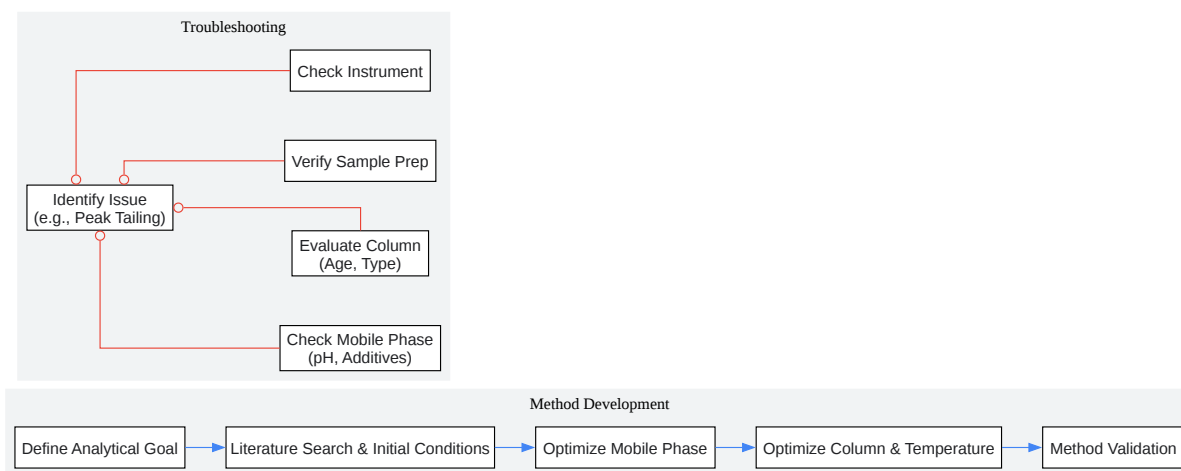 Troubleshooting
Check Instrument
Verify Sample Prep
Identify Issue
(e.g., Peak Tailing)
Evaluate Column
(Age, Type)
Check Mobile Phase
(pH, Additives)
Method Development
Define Analytical Goal
Literature Search & Initial Conditions
Optimize Mobile Phase
Optimize Column & Temperature
Method Validation